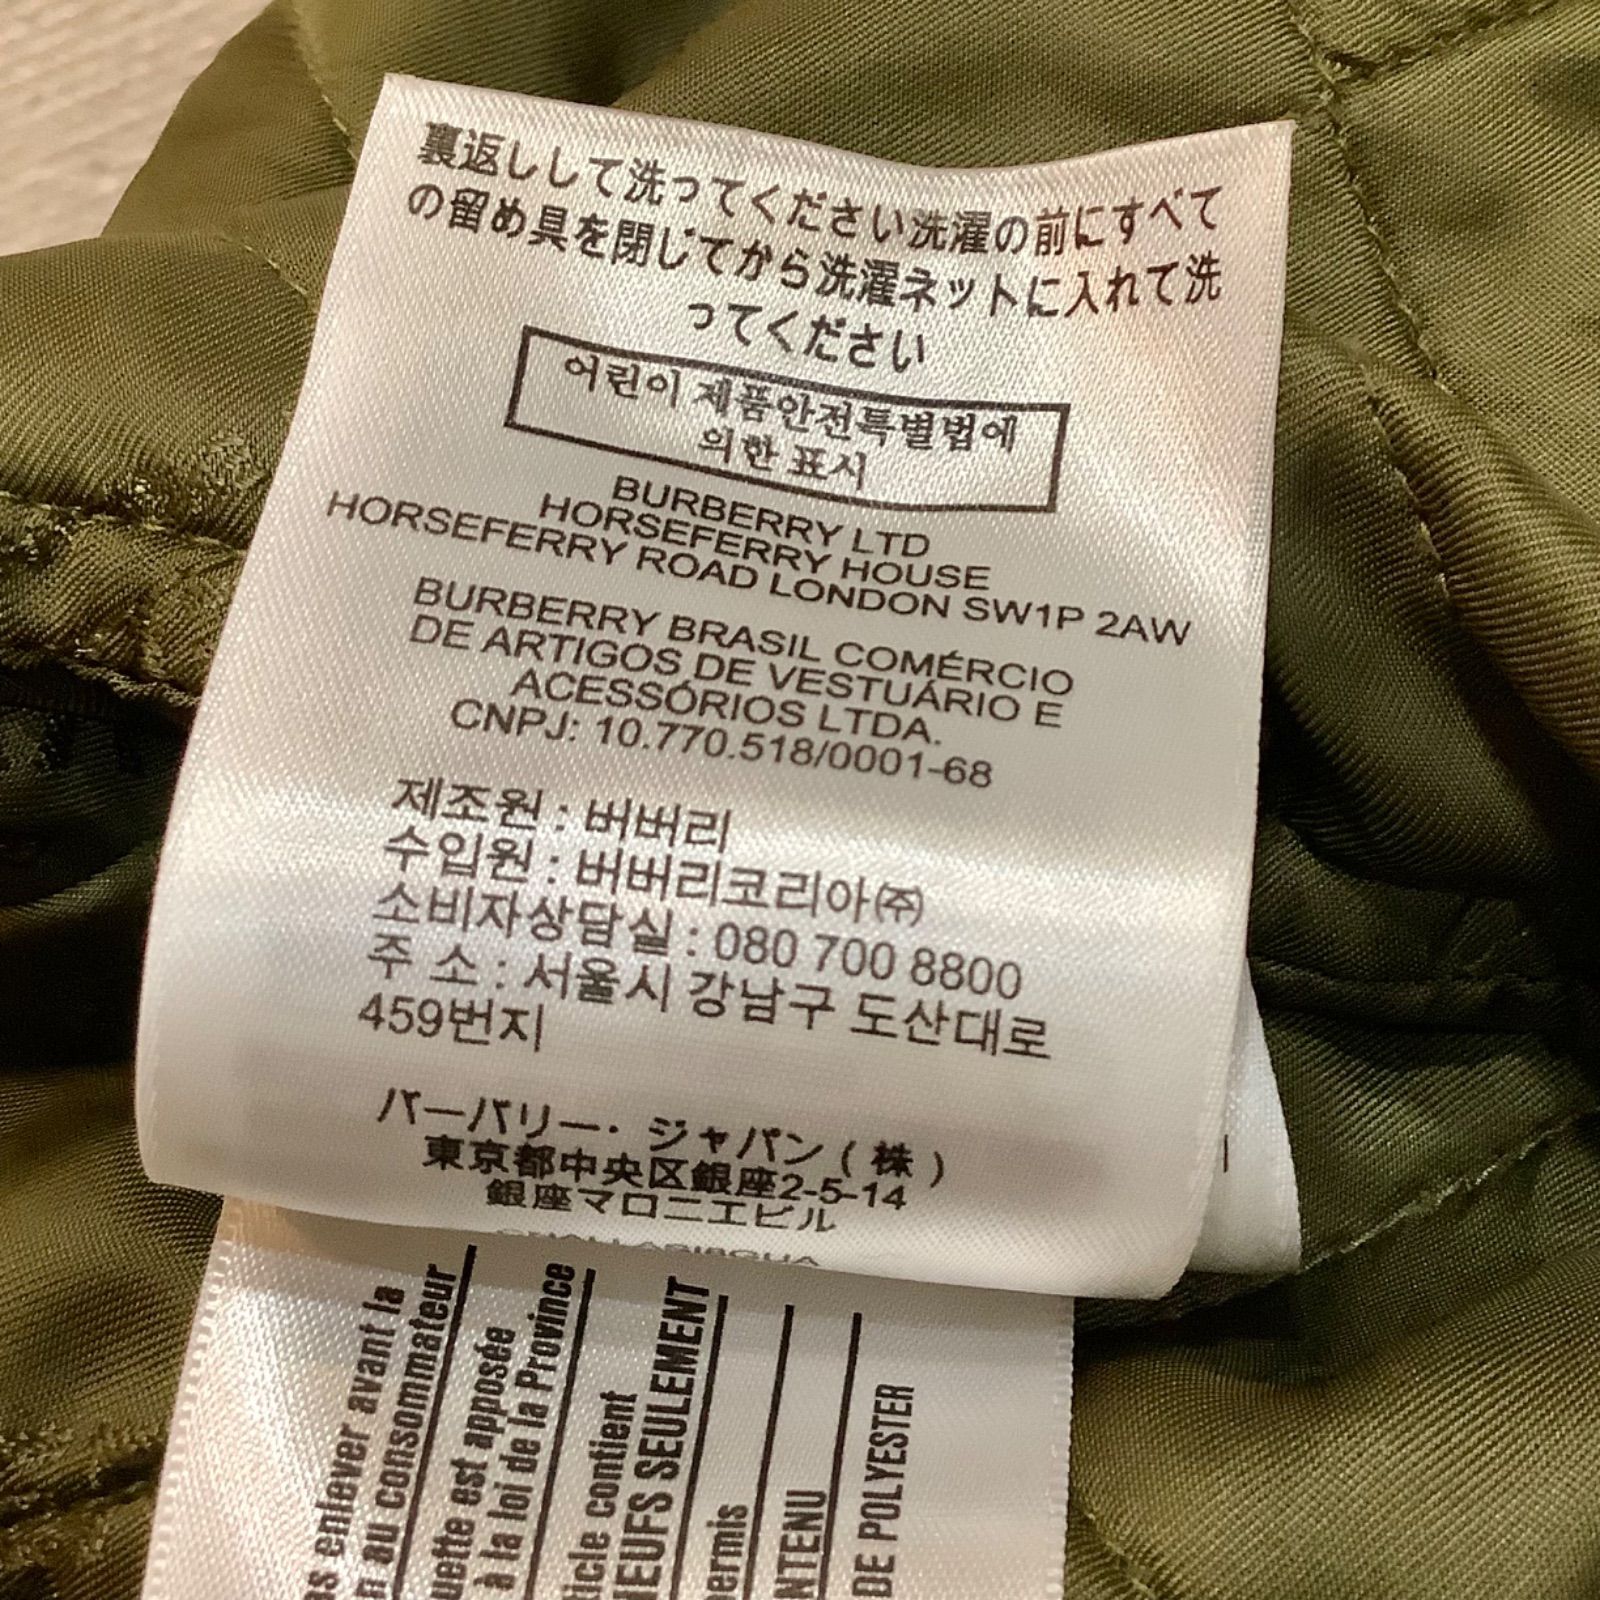 裏返しして洗ってください洗濯の前にすべて
の留め具を閉じてから洗濯ネットに入れて洗
ってください
어린이 제품안전특별법에
의한 표시
BURBERRY LTD
HORSEFERRY HOUSE
HORSEFERRY ROAD LONDON SW1P 2AW
BURBERRY BRASIL COMÉRCIO
DE ARTIGOS DE VESTUÁRIO E
ACESSÓRIOS LTDA.
CNPJ: 10.770.518/0001-68
제조원 : 버버리
수입원 : 버버리코리아㈜
소비자상담실 : 080 700 8800
주 소 : 서울시 강남구 도산대로
459번지
バーバリー・ジャパン ( 株 )
東京都中央区銀座2-5-14
銀座マロニエビル
enlever avant la
au consommateur
est apposée
à la loi de la Province
contient
SEULEMENT
DE POLYESTER